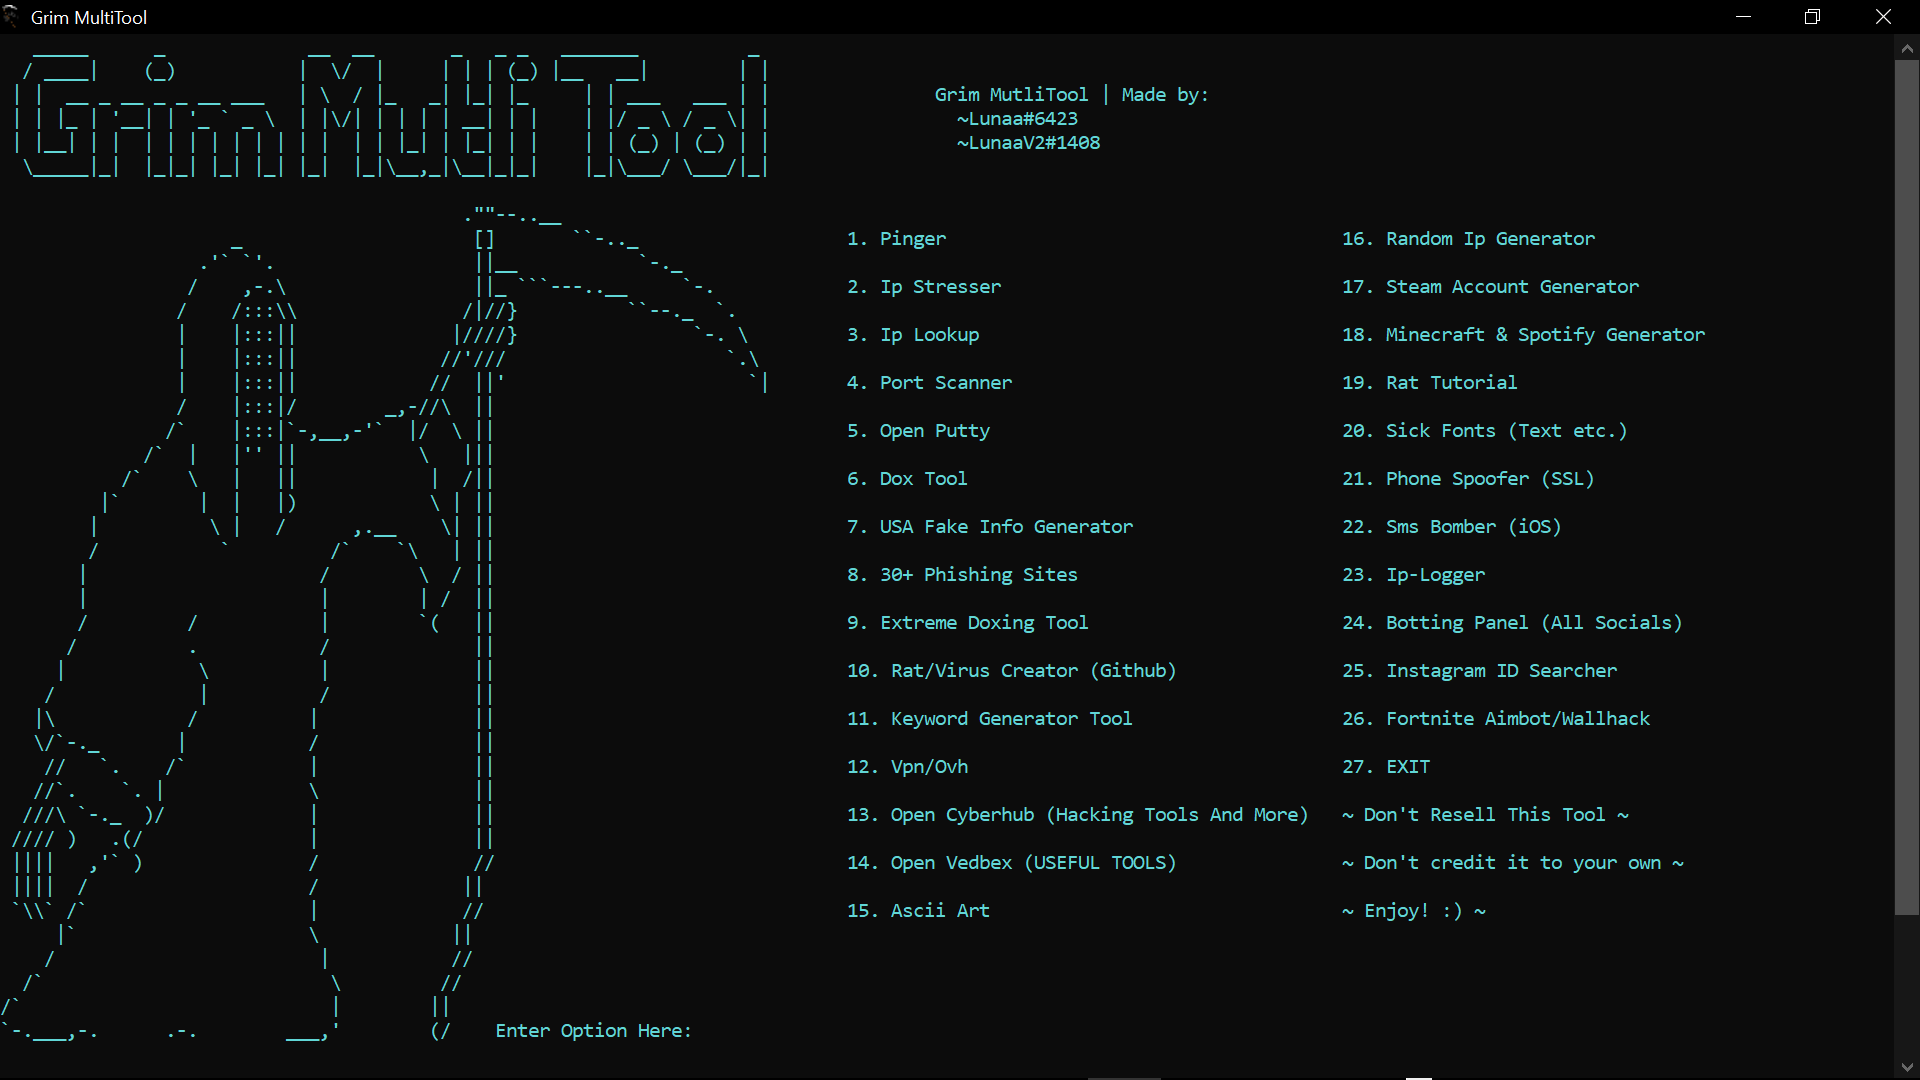 Grim MultiTool
Grim Multi Tool
Grim MutliTool | Made by:
~Lunaa#6423
~LunaaV2#1408
1. Pinger
2. Ip Stresser
3. Ip Lookup
4. Port Scanner
5. Open Putty
6. Dox Tool
7. USA Fake Info Generator
8. 30+ Phishing Sites
9. Extreme Doxing Tool
10. Rat/Virus Creator (Github)
11. Keyword Generator Tool
12. Vpn/Ovh
13. Open Cyberhub (Hacking Tools And More)
14. Open Vedbex (USEFUL TOOLS)
15. Ascii Art
16. Random Ip Generator
17. Steam Account Generator
18. Minecraft & Spotify Generator
19. Rat Tutorial
20. Sick Fonts (Text etc.)
21. Phone Spoofer (SSL)
22. Sms Bomber (iOS)
23. Ip-Logger
24. Botting Panel (All Socials)
25. Instagram ID Searcher
26. Fortnite Aimbot/Wallhack
27. EXIT
~ Don't Resell This Tool ~
~ Don't credit it to your own ~
~ Enjoy! :) ~
Enter Option Here: